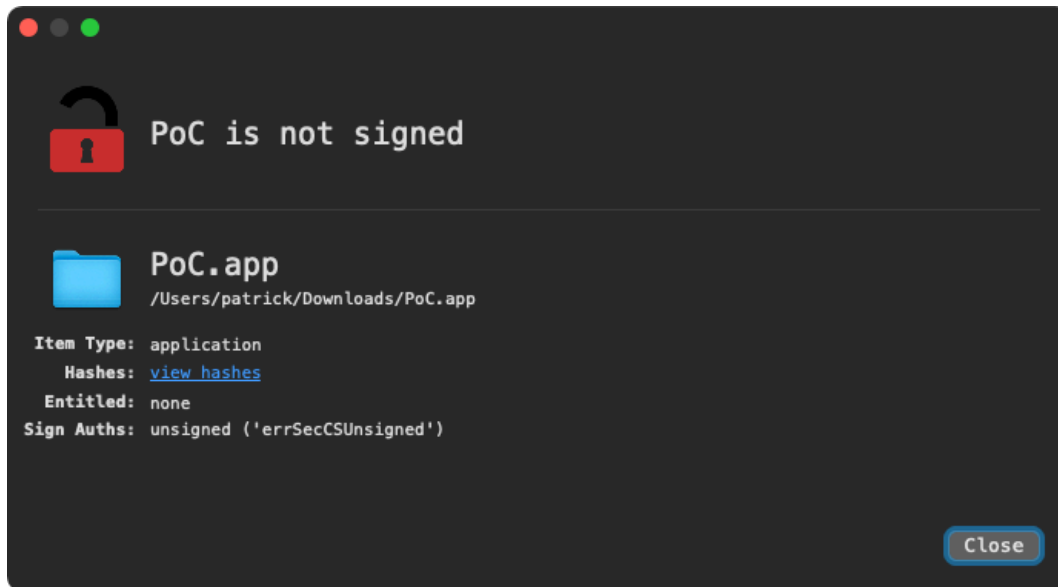 PoC is not signed
PoC.app
/Users/patrick/Downloads/PoC.app
Item Type: application
Hashes: view hashes
Entitled: none
Sign Auths: unsigned ('errSecCSUnsigned')
Close